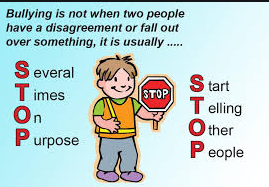 Bullying is not when two people
have a disagreement or fall out
over something, it is usually .....
Several
Times
On
Purpose
STOP
Start
Telling
Other
People